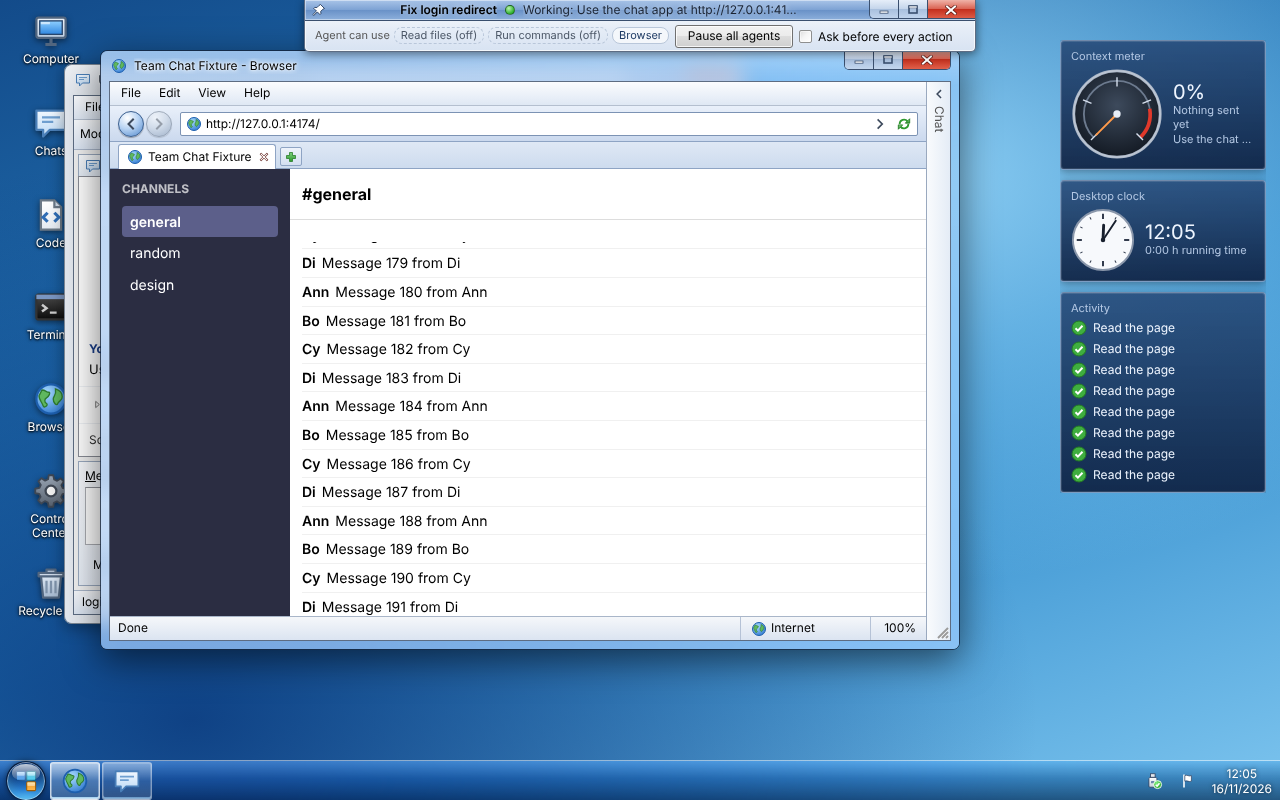 Fix login redirect Working: Use the chat app at http://127.0.0.1:41...
Agent can use Read files (off) Run commands (off) Browser Pause all agents Ask before every action
Computer
Chats
Code
Browse
Control
Center
Recycle
Team Chat Fixture - Browser
File Edit View Help
http://127.0.0.1:4174/
Team Chat Fixture
Chat
CHANNELS
general
random
design
#general
Di Message 179 from Di
Ann Message 180 from Ann
Bo Message 181 from Bo
Cy Message 182 from Cy
Di Message 183 from Di
Ann Message 184 from Ann
Bo Message 185 from Bo
Cy Message 186 from Cy
Di Message 187 from Di
Ann Message 188 from Ann
Bo Message 189 from Bo
Cy Message 190 from Cy
Di Message 191 from Di
Done Internet 100%
Context meter
0%
Nothing sent
yet
Use the chat ...
Desktop clock
12:05
0:00 h running time
Activity
Read the page
Read the page
Read the page
Read the page
Read the page
Read the page
Read the page
Read the page
12:05
16/11/2026